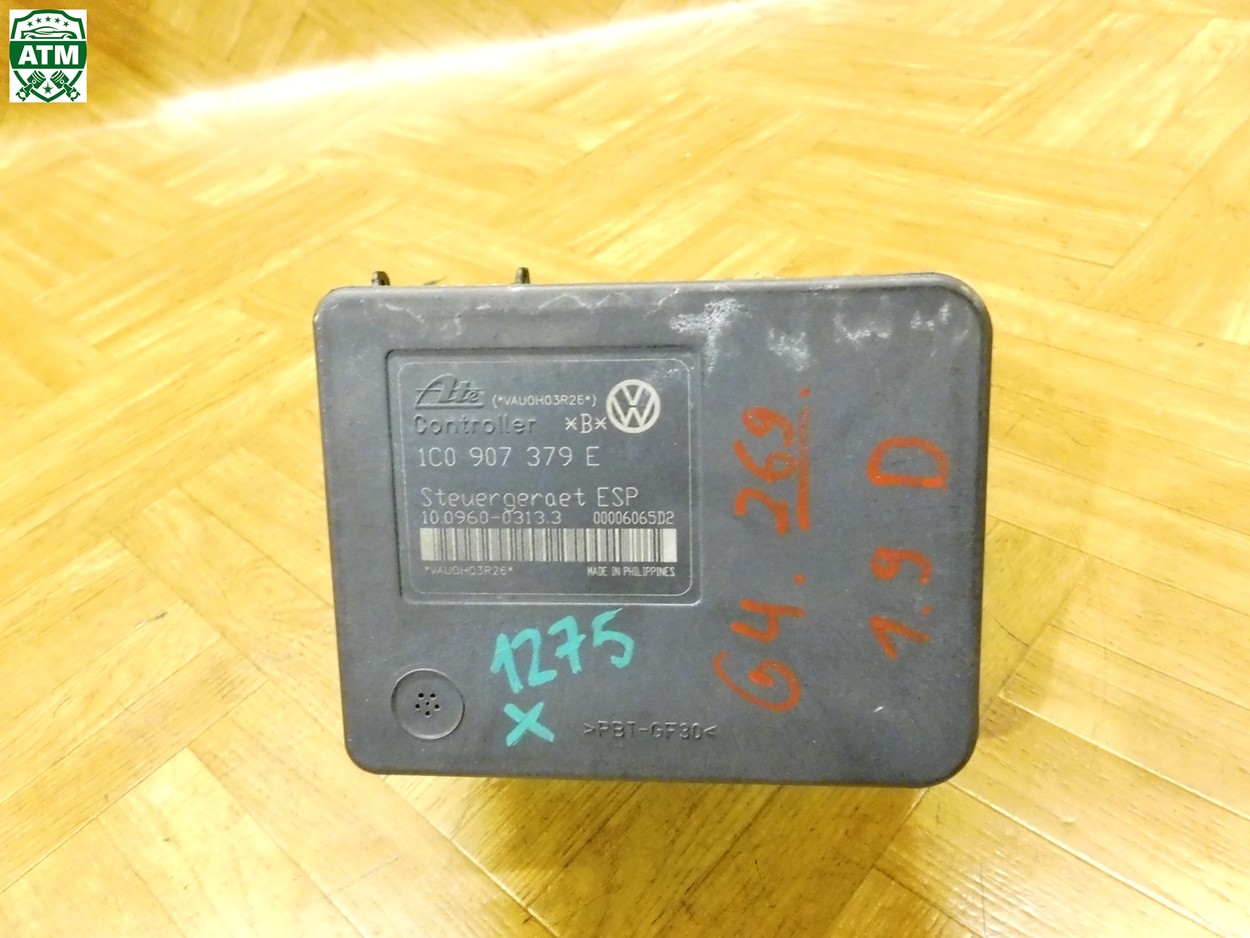 ATM
Ate (*VAU0H03R26*)
Controller *B*
1C0 907 379 E
Steuergeraet ESP
10.0960-0313.3 00006065D2
*VAU0H03R26* MADE IN PHILIPPINES
1275
X
>PBT-GF30<
G4. 269.
1.9 D